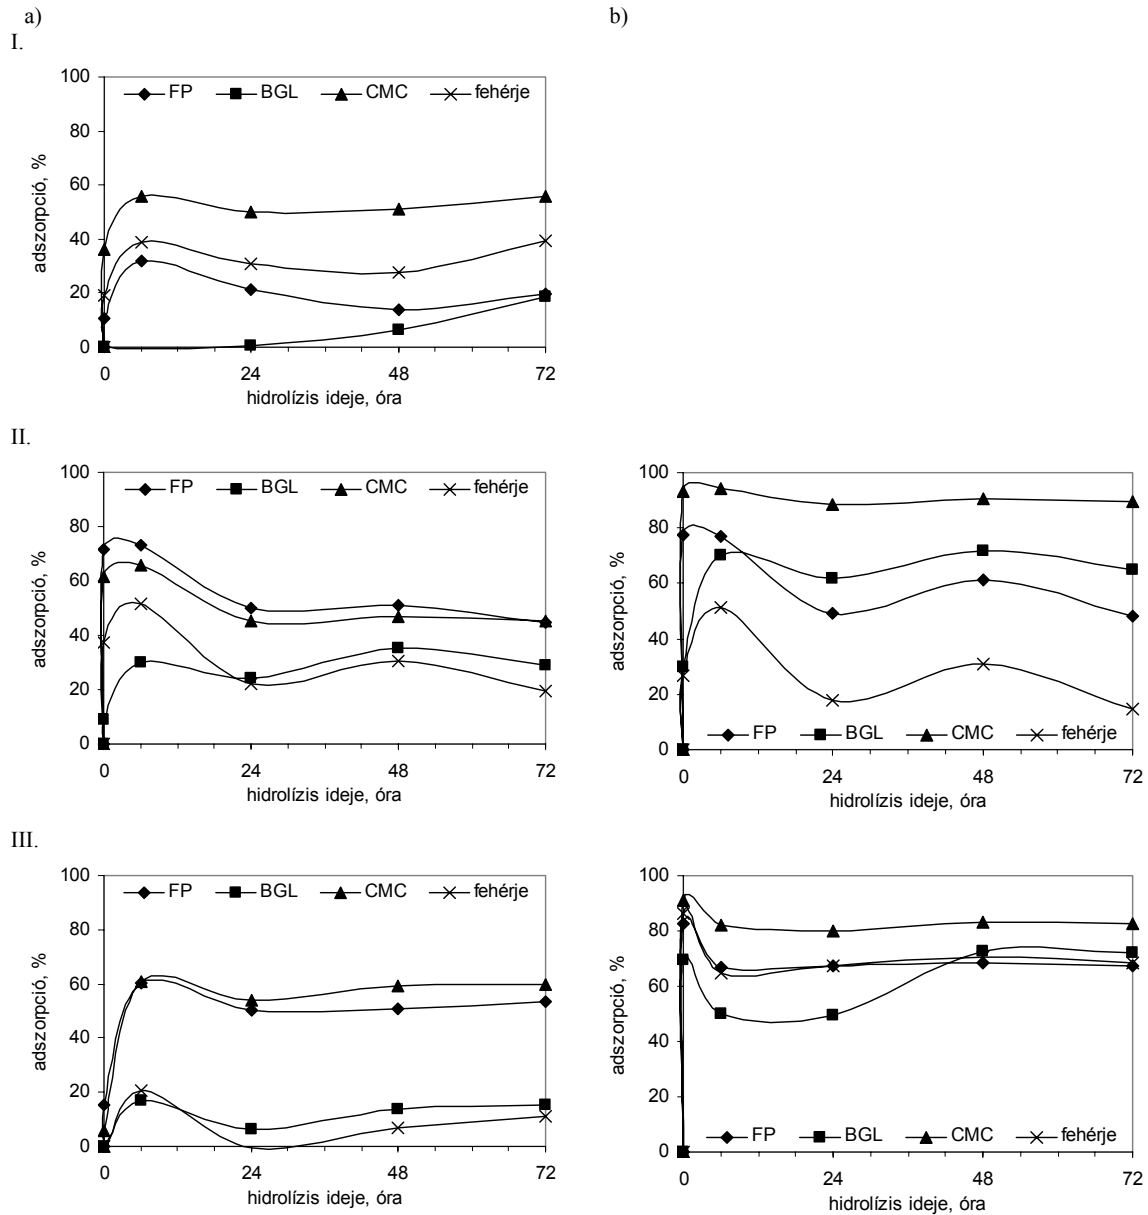 a) b)
I.
100
80
60
40
20
0
FP BGL CMC fehérje
adszorpció, %
0 24 48 72
hidrolízis ideje, óra
II.
100
80
60
40
20
0
FP BGL CMC fehérje
adszorpció, %
0 24 48 72
hidrolízis ideje, óra
100
80
60
40
20
0
FP BGL CMC fehérje
adszorpció, %
0 24 48 72
hidrolízis ideje, óra
III.
100
80
60
40
20
0
FP BGL CMC fehérje
adszorpció, %
0 24 48 72
hidrolízis ideje, óra
100
80
60
40
20
0
FP BGL CMC fehérje
adszorpció, %
0 24 48 72
hidrolízis ideje, óra